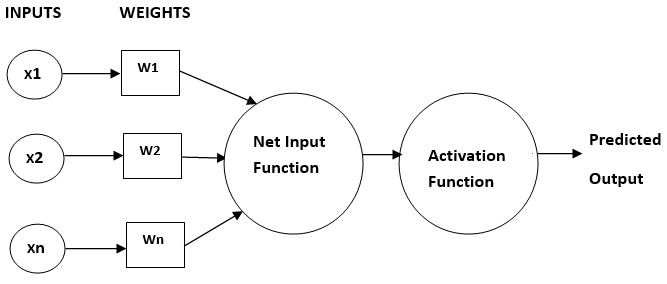 INPUTS
WEIGHTS
x1
W1
x2
W2
xn
Wn
Net Input
Function
Activation
Function
Predicted
Output